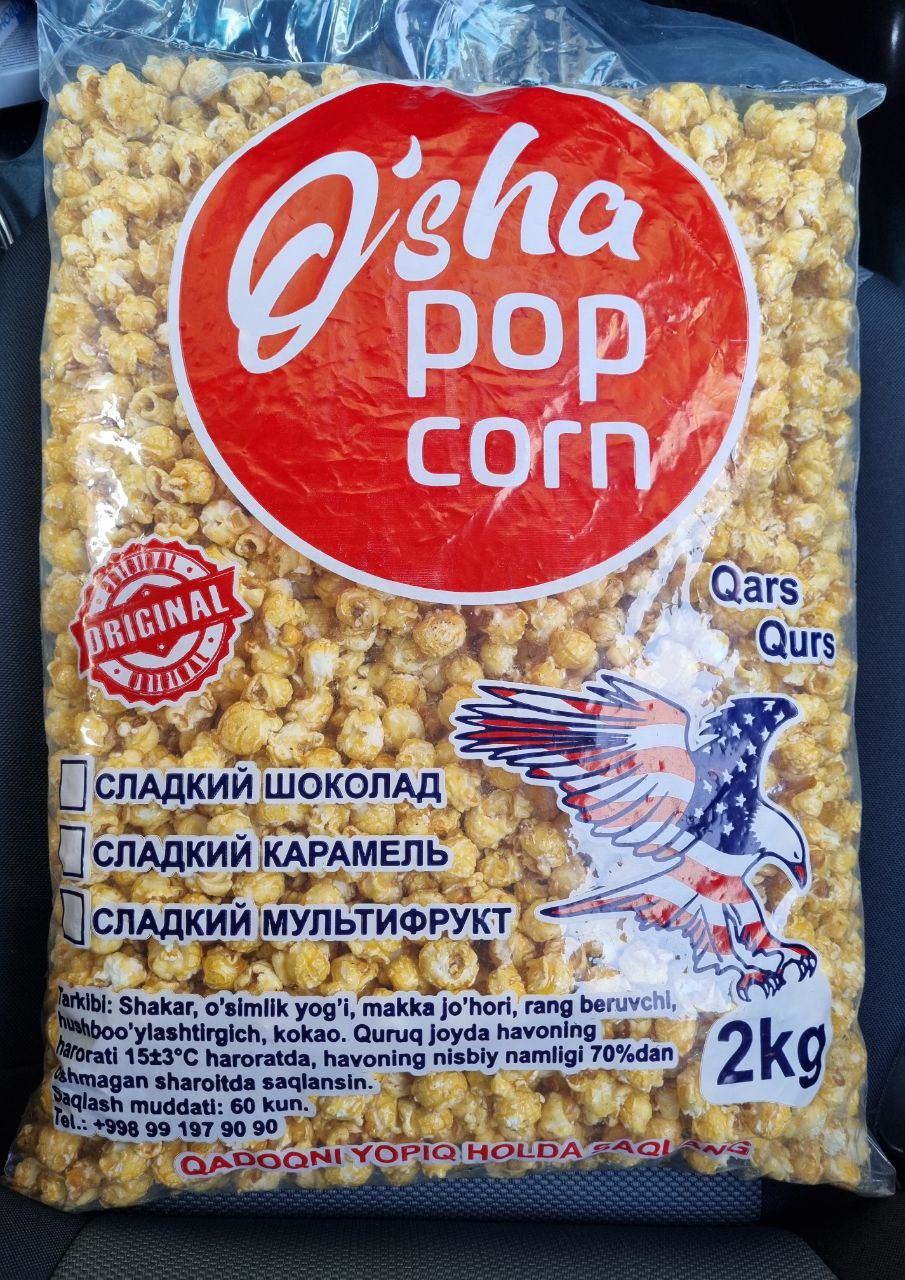 O'sha
pop
corn
ORIGINAL
ORIGINAL
ORIGINAL
Qars
Qurs
СЛАДКИЙ ШОКОЛАД
СЛАДКИЙ КАРАМЕЛЬ
СЛАДКИЙ МУЛЬТИФРУКТ
Tarkibi: Shakar, o'simlik yog'i, makka jo'hori, rang beruvchi,
hushboo'ylashtirgich, kokao. Quruq joyda havoning
harorati 15±3°C haroratda, havoning nisbiy namligi 70%dan
oshmagan sharoitda saqlansin.
Saqlash muddati: 60 kun.
Tel.: +998 99 197 90 90
2kg
QADOQNI YOPIQ HOLDA SAQLANG